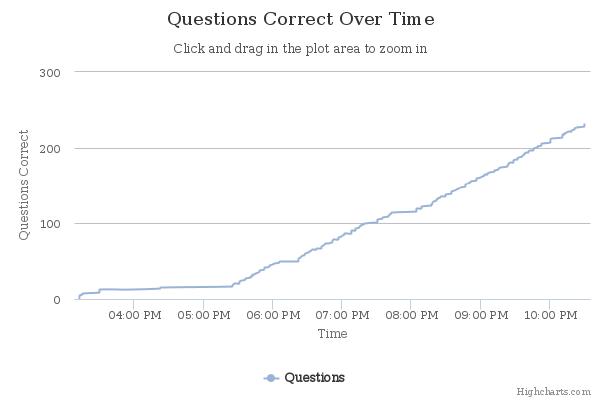 Questions Correct Over Time
Click and drag in the plot area to zoom in
Questions Correct
300
200
100
0
04:00 PM 05:00 PM 06:00 PM 07:00 PM 08:00 PM 09:00 PM 10:00 PM
Time
Questions
Highcharts.com